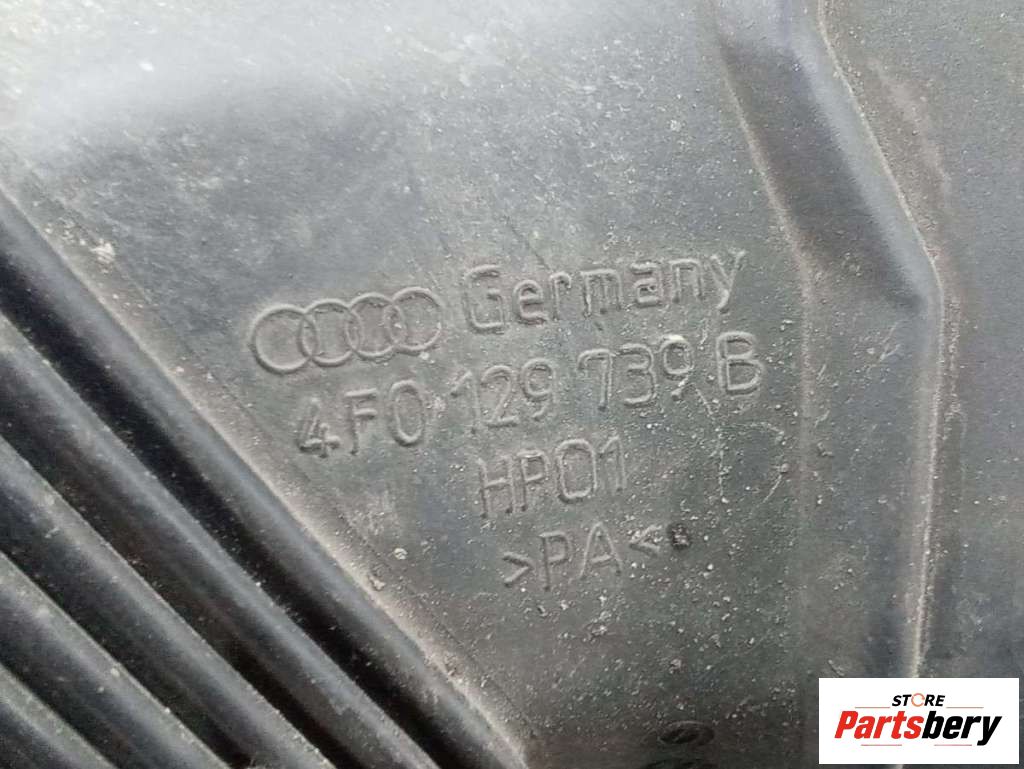 Germany
4F0 129 739 B
HP01
>PA<
STORE
Partsbery